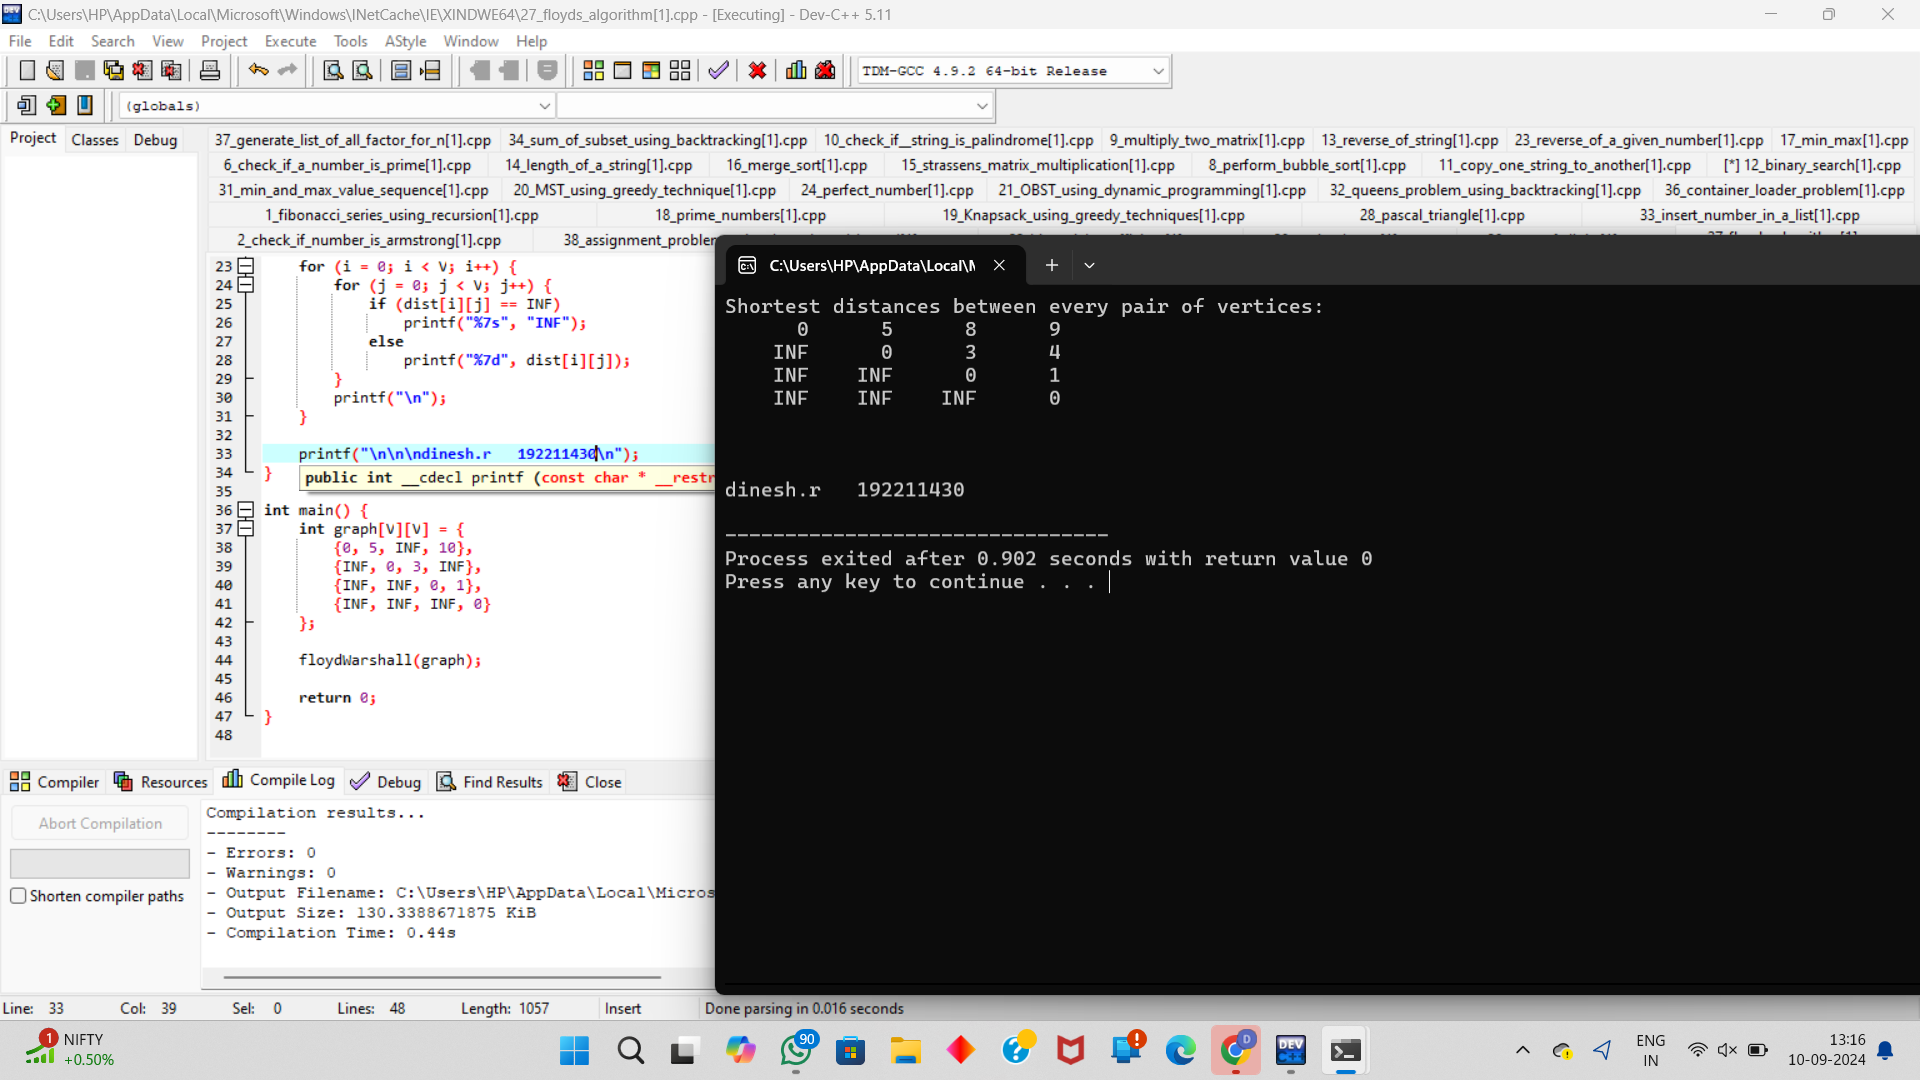 C:\Users\HP\AppData\Local\Microsoft\Windows\INetCache\IE\XINDWE64\27_floyds_algorithm[1].cpp - [Executing] - Dev-C++ 5.11
File Edit Search View Project Execute Tools AStyle Window Help
TDM-GCC 4.9.2 64-bit Release
(globals)
Project Classes Debug
37_generate_list_of_all_factor_for_n[1].cpp 34_sum_of_subset_using_backtracking[1].cpp 10_check_if__string_is_palindrome[1].cpp 9_multiply_two_matrix[1].cpp 13_reverse_of_string[1].cpp 23_reverse_of_a_given_number[1].cpp 17_min_max[1].cpp
6_check_if_a_number_is_prime[1].cpp 14_length_of_a_string[1].cpp 16_merge_sort[1].cpp 15_strassens_matrix_multiplication[1].cpp 8_perform_bubble_sort[1].cpp 11_copy_one_string_to_another[1].cpp [*] 12_binary_search[1].cpp
31_min_and_max_value_sequence[1].cpp 20_MST_using_greedy_technique[1].cpp 24_perfect_number[1].cpp 21_OBST_using_dynamic_programming[1].cpp 32_queens_problem_using_backtracking[1].cpp 36_container_loader_problem[1].cpp
1_fibonacci_series_using_recursion[1].cpp 18_prime_numbers[1].cpp 19_Knapsack_using_greedy_techniques[1].cpp 28_pascal_triangle[1].cpp 33_insert_number_in_a_list[1].cpp
2_check_if_number_is_armstrong[1].cpp 38_assignment_probler
23 for (i = 0; i < V; i++) {
24 for (j = 0; j < V; j++) {
25 if (dist[i][j] == INF)
26 printf("%7s", "INF");
27 else
28 printf("%7d", dist[i][j]);
29 }
30 printf("\n");
31 }
32
33 printf("\n\n\n\ndinesh.r   192211430\n");
34 }
public int __cdecl printf (const char * __restr
35
36 int main() {
37 int graph[V][V] = {
38 {0, 5, INF, 10},
39 {INF, 0, 3, INF},
40 {INF, INF, 0, 1},
41 {INF, INF, INF, 0}
42 };
43
44 floydWarshall(graph);
45
46 return 0;
47 }
48
C:\Users\HP\AppData\Local\M
Shortest distances between every pair of vertices:
0 5 8 9
INF 0 3 4
INF INF 0 1
INF INF INF 0
dinesh.r   192211430
--------------------------------
Process exited after 0.902 seconds with return value 0
Press any key to continue . . .
Compiler Resources Compile Log Debug Find Results Close
Abort Compilation
Shorten compiler paths
Compilation results...
--------
- Errors: 0
- Warnings: 0
- Output Filename: C:\Users\HP\AppData\Local\Micros
- Output Size: 130.3388671875 KiB
- Compilation Time: 0.44s
Line: 33 Col: 39 Sel: 0 Lines: 48 Length: 1057 Insert Done parsing in 0.016 seconds
1 NIFTY
+0.50%
90
D
DEV
C++
ENG
IN
13:16
10-09-2024